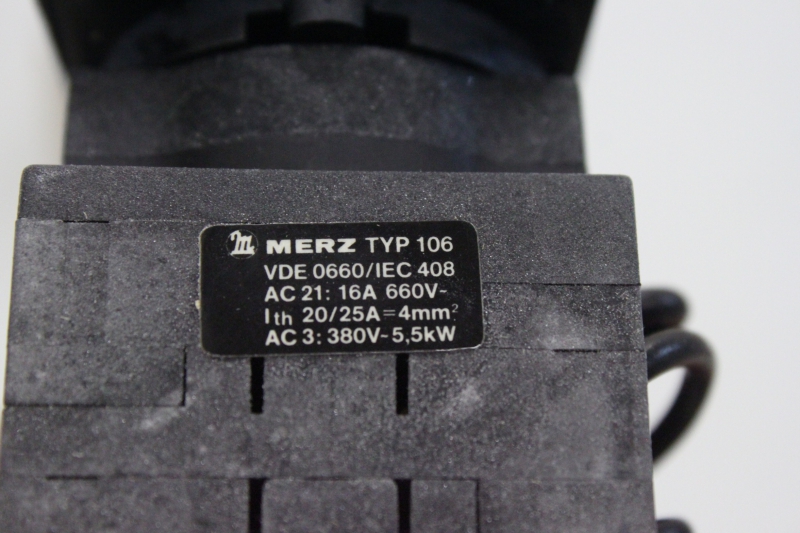 m MERZ TYP 106
VDE 0660/IEC 408
AC 21: 16A 660V~
Ith 20/25A=4mm²
AC 3: 380V~5,5kW